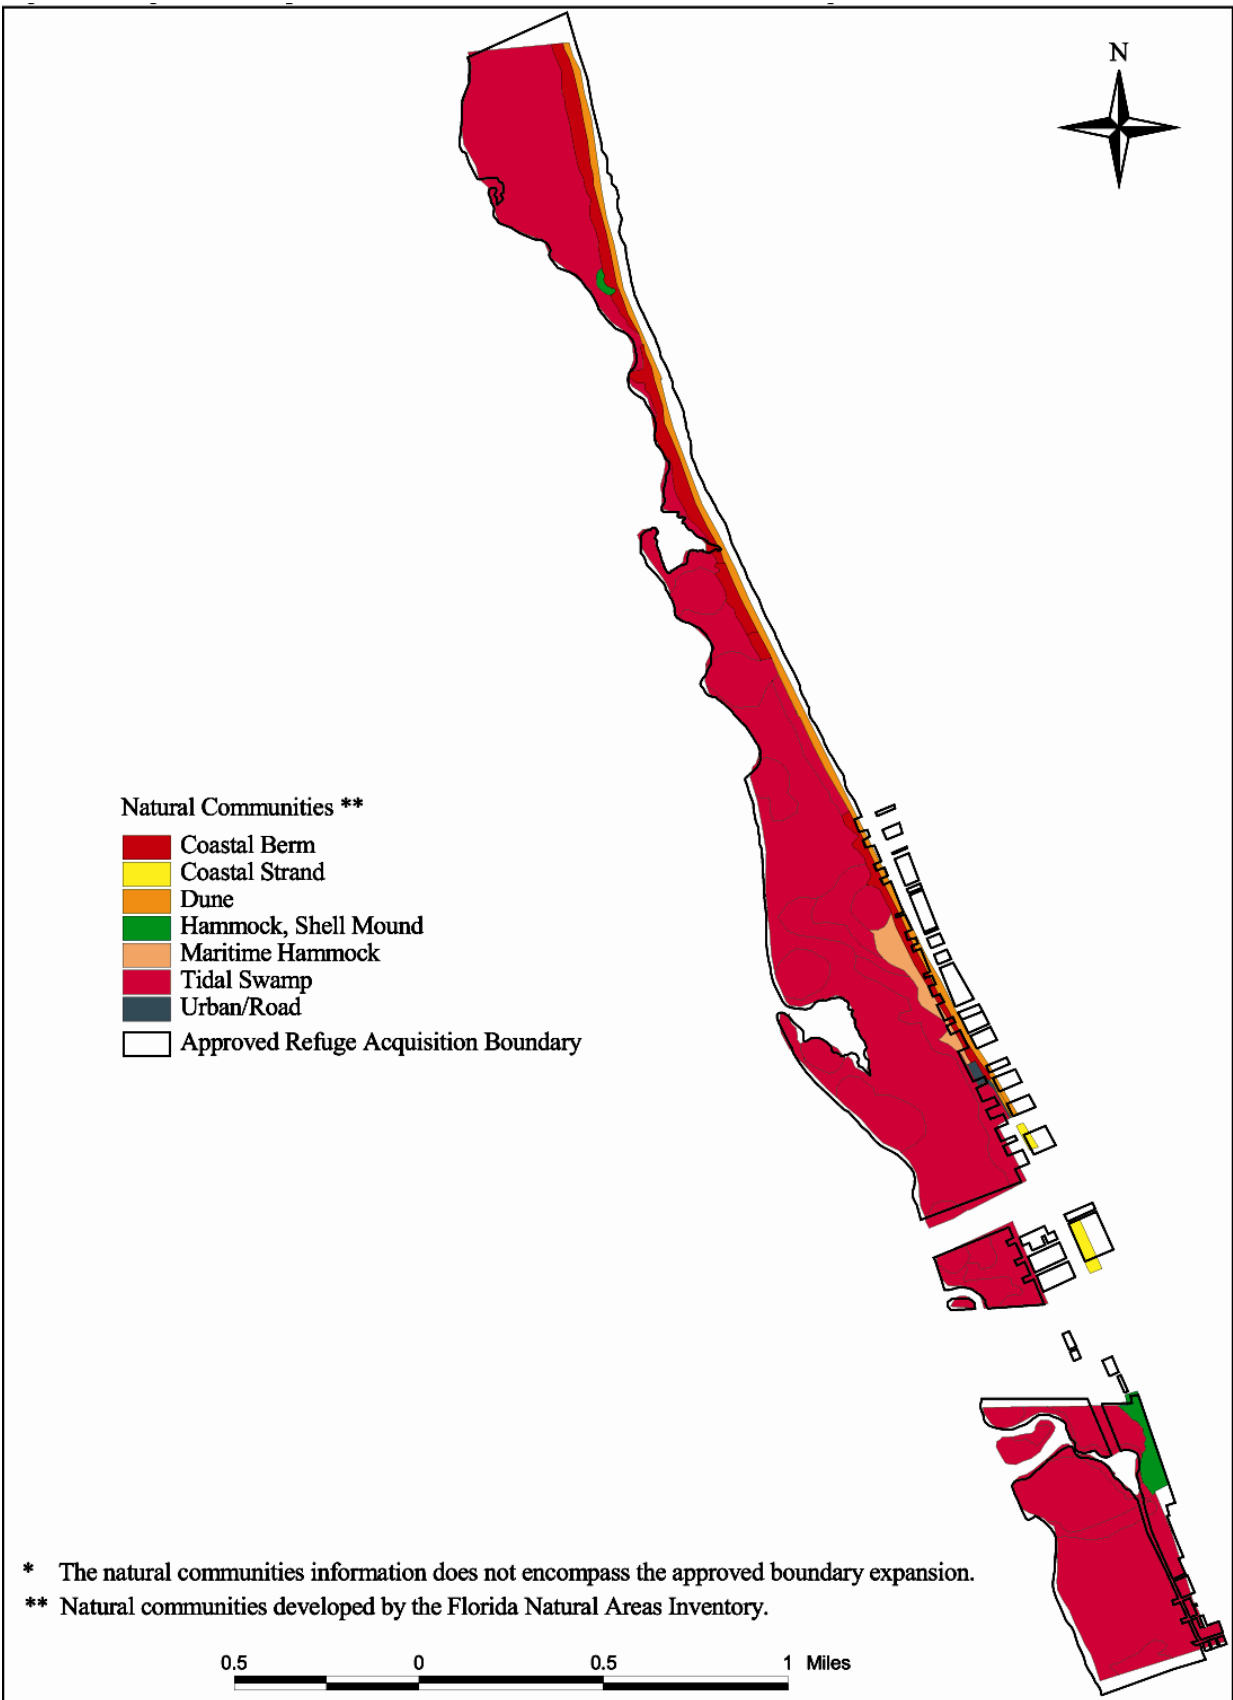 N
Natural Communities **
Coastal Berm
Coastal Strand
Dune
Hammock, Shell Mound
Maritime Hammock
Tidal Swamp
Urban/Road
Approved Refuge Acquisition Boundary
* The natural communities information does not encompass the approved boundary expansion.
** Natural communities developed by the Florida Natural Areas Inventory.
0.5 0 0.5 1 Miles